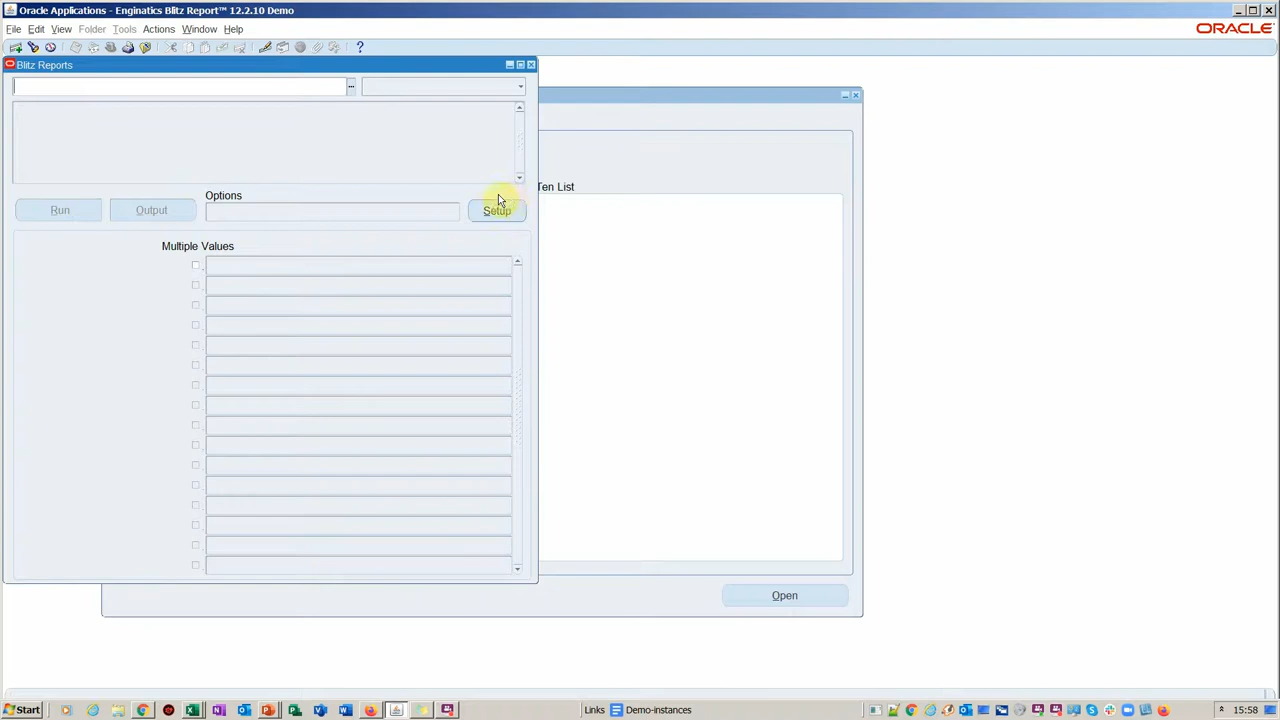 Oracle Applications - Enginatics Blitz Report™ 12.2.10 Demo
File Edit View Folder Tools Actions Window Help
ORACLE
Blitz Reports
Ten List
Options
Run Output Setup
Multiple Values
Open
Start Links Demo-instances 15:58